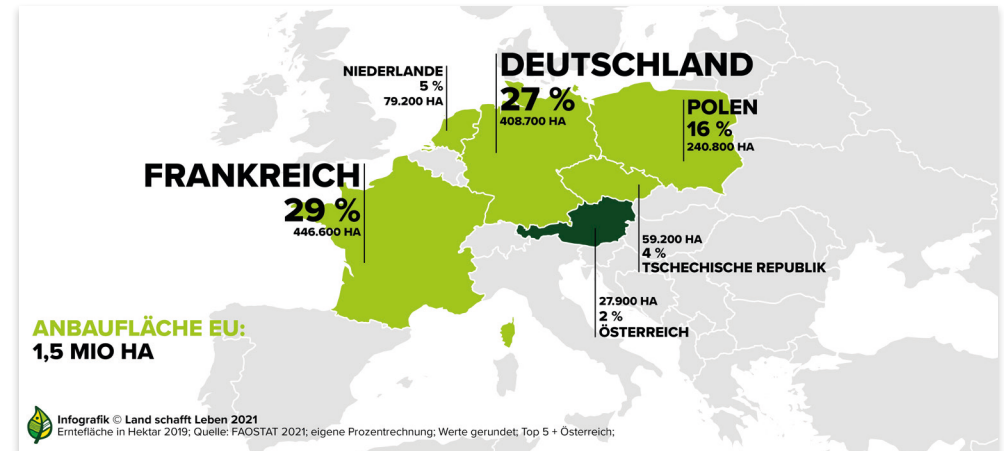 NIEDERLANDE
5 %
79.200 HA
DEUTSCHLAND
27 %
408.700 HA
POLEN
16 %
240.800 HA
FRANKREICH
29 %
446.600 HA
59.200 HA
4 %
TSCHECHISCHE REPUBLIK
27.900 HA
2 %
ÖSTERREICH
ANBAUFLÄCHE EU:
1,5 MIO HA
Infografik © Land schafft Leben 2021
Erntefläche in Hektar 2019; Quelle: FAOSTAT 2021; eigene Prozentrechnung; Werte gerundet; Top 5 + Österreich;